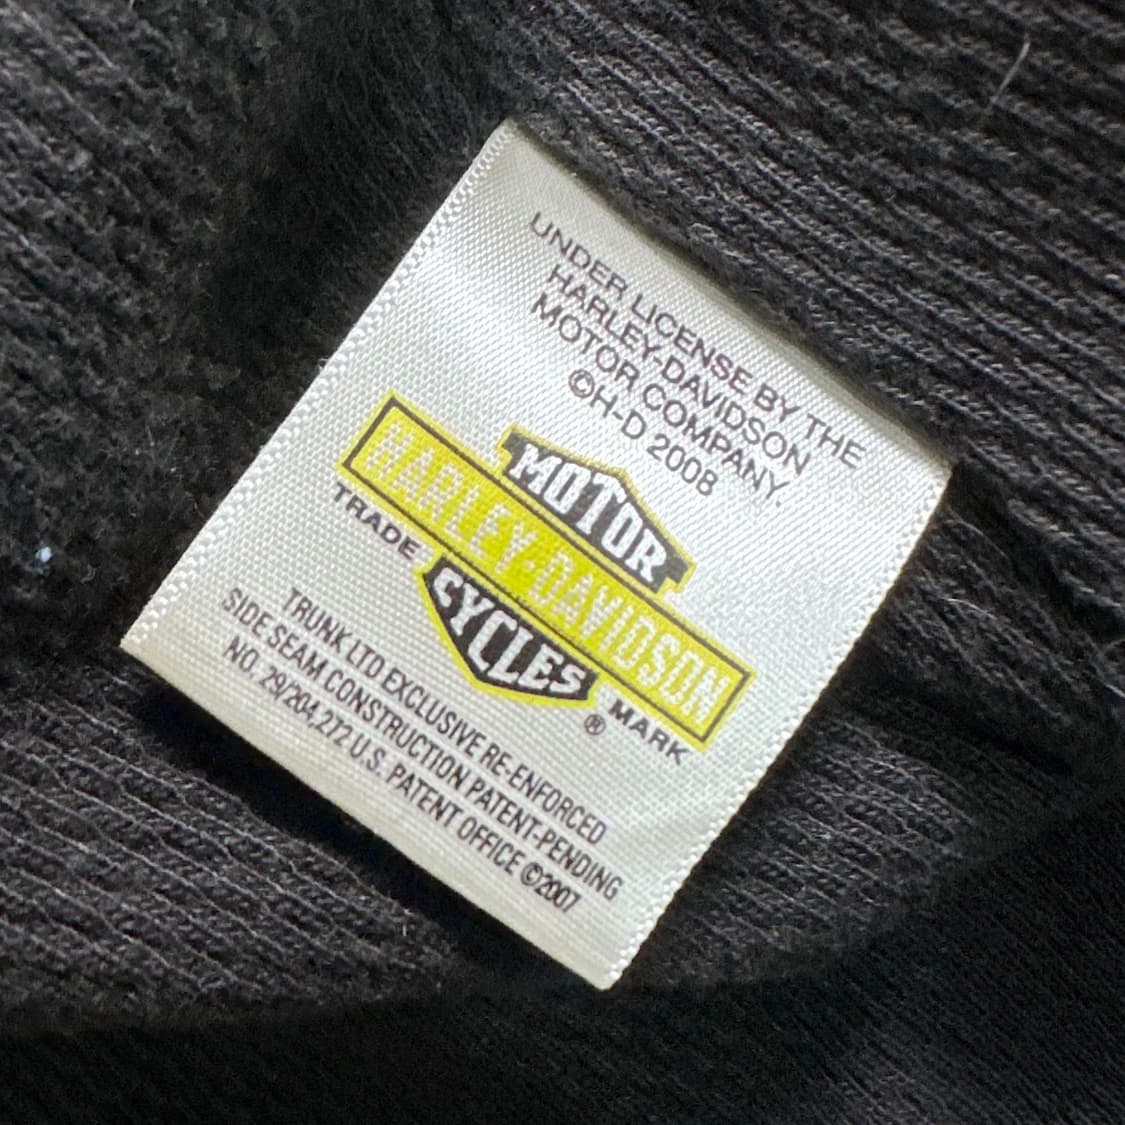 UNDER LICENSE BY THE
HARLEY-DAVIDSON
MOTOR COMPANY.
©H-D 2008
MOTOR
HARLEY-DAVIDSON
CYCLES
TRADE MARK
®
TRUNK LTD EXCLUSIVE RE-ENFORCED
SIDE SEAM CONSTRUCTION PATENT-PENDING
NO. 29/204,272 U.S. PATENT OFFICE ©2007